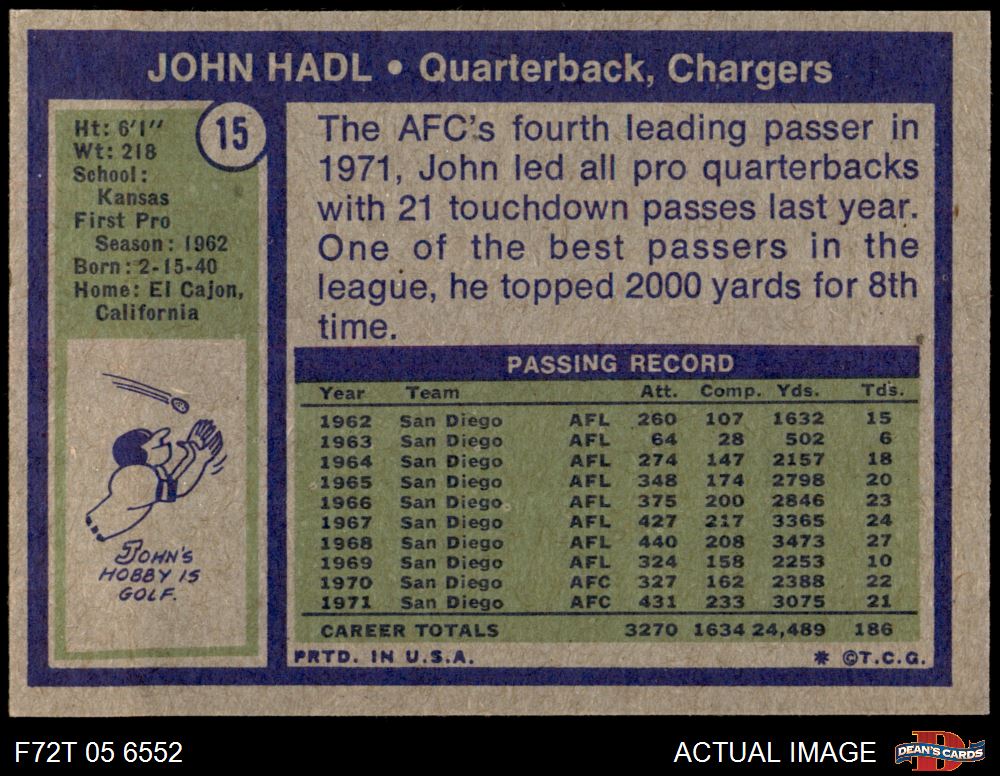 JOHN HADL • Quarterback, Chargers
15
Ht: 6'1''
Wt: 218
School:
Kansas
First Pro
Season: 1962
Born: 2-15-40
Home: El Cajon,
California
JOHN'S
HOBBY IS
GOLF.
The AFC's fourth leading passer in
1971, John led all pro quarterbacks
with 21 touchdown passes last year.
One of the best passers in the
league, he topped 2000 yards for 8th
time.
PASSING RECORD
Year Team Att. Comp. Yds. Tds.
1962 San Diego AFL 260 107 1632 15
1963 San Diego AFL 64 28 502 6
1964 San Diego AFL 274 147 2157 18
1965 San Diego AFL 348 174 2798 20
1966 San Diego AFL 375 200 2846 23
1967 San Diego AFL 427 217 3365 24
1968 San Diego AFL 440 208 3473 27
1969 San Diego AFL 324 158 2253 10
1970 San Diego AFC 327 162 2388 22
1971 San Diego AFC 431 233 3075 21
CAREER TOTALS 3270 1634 24,489 186
PRTD. IN U.S.A. * ©T.C.G.
F72T 05 6552 ACTUAL IMAGE D DEAN'S CARDS